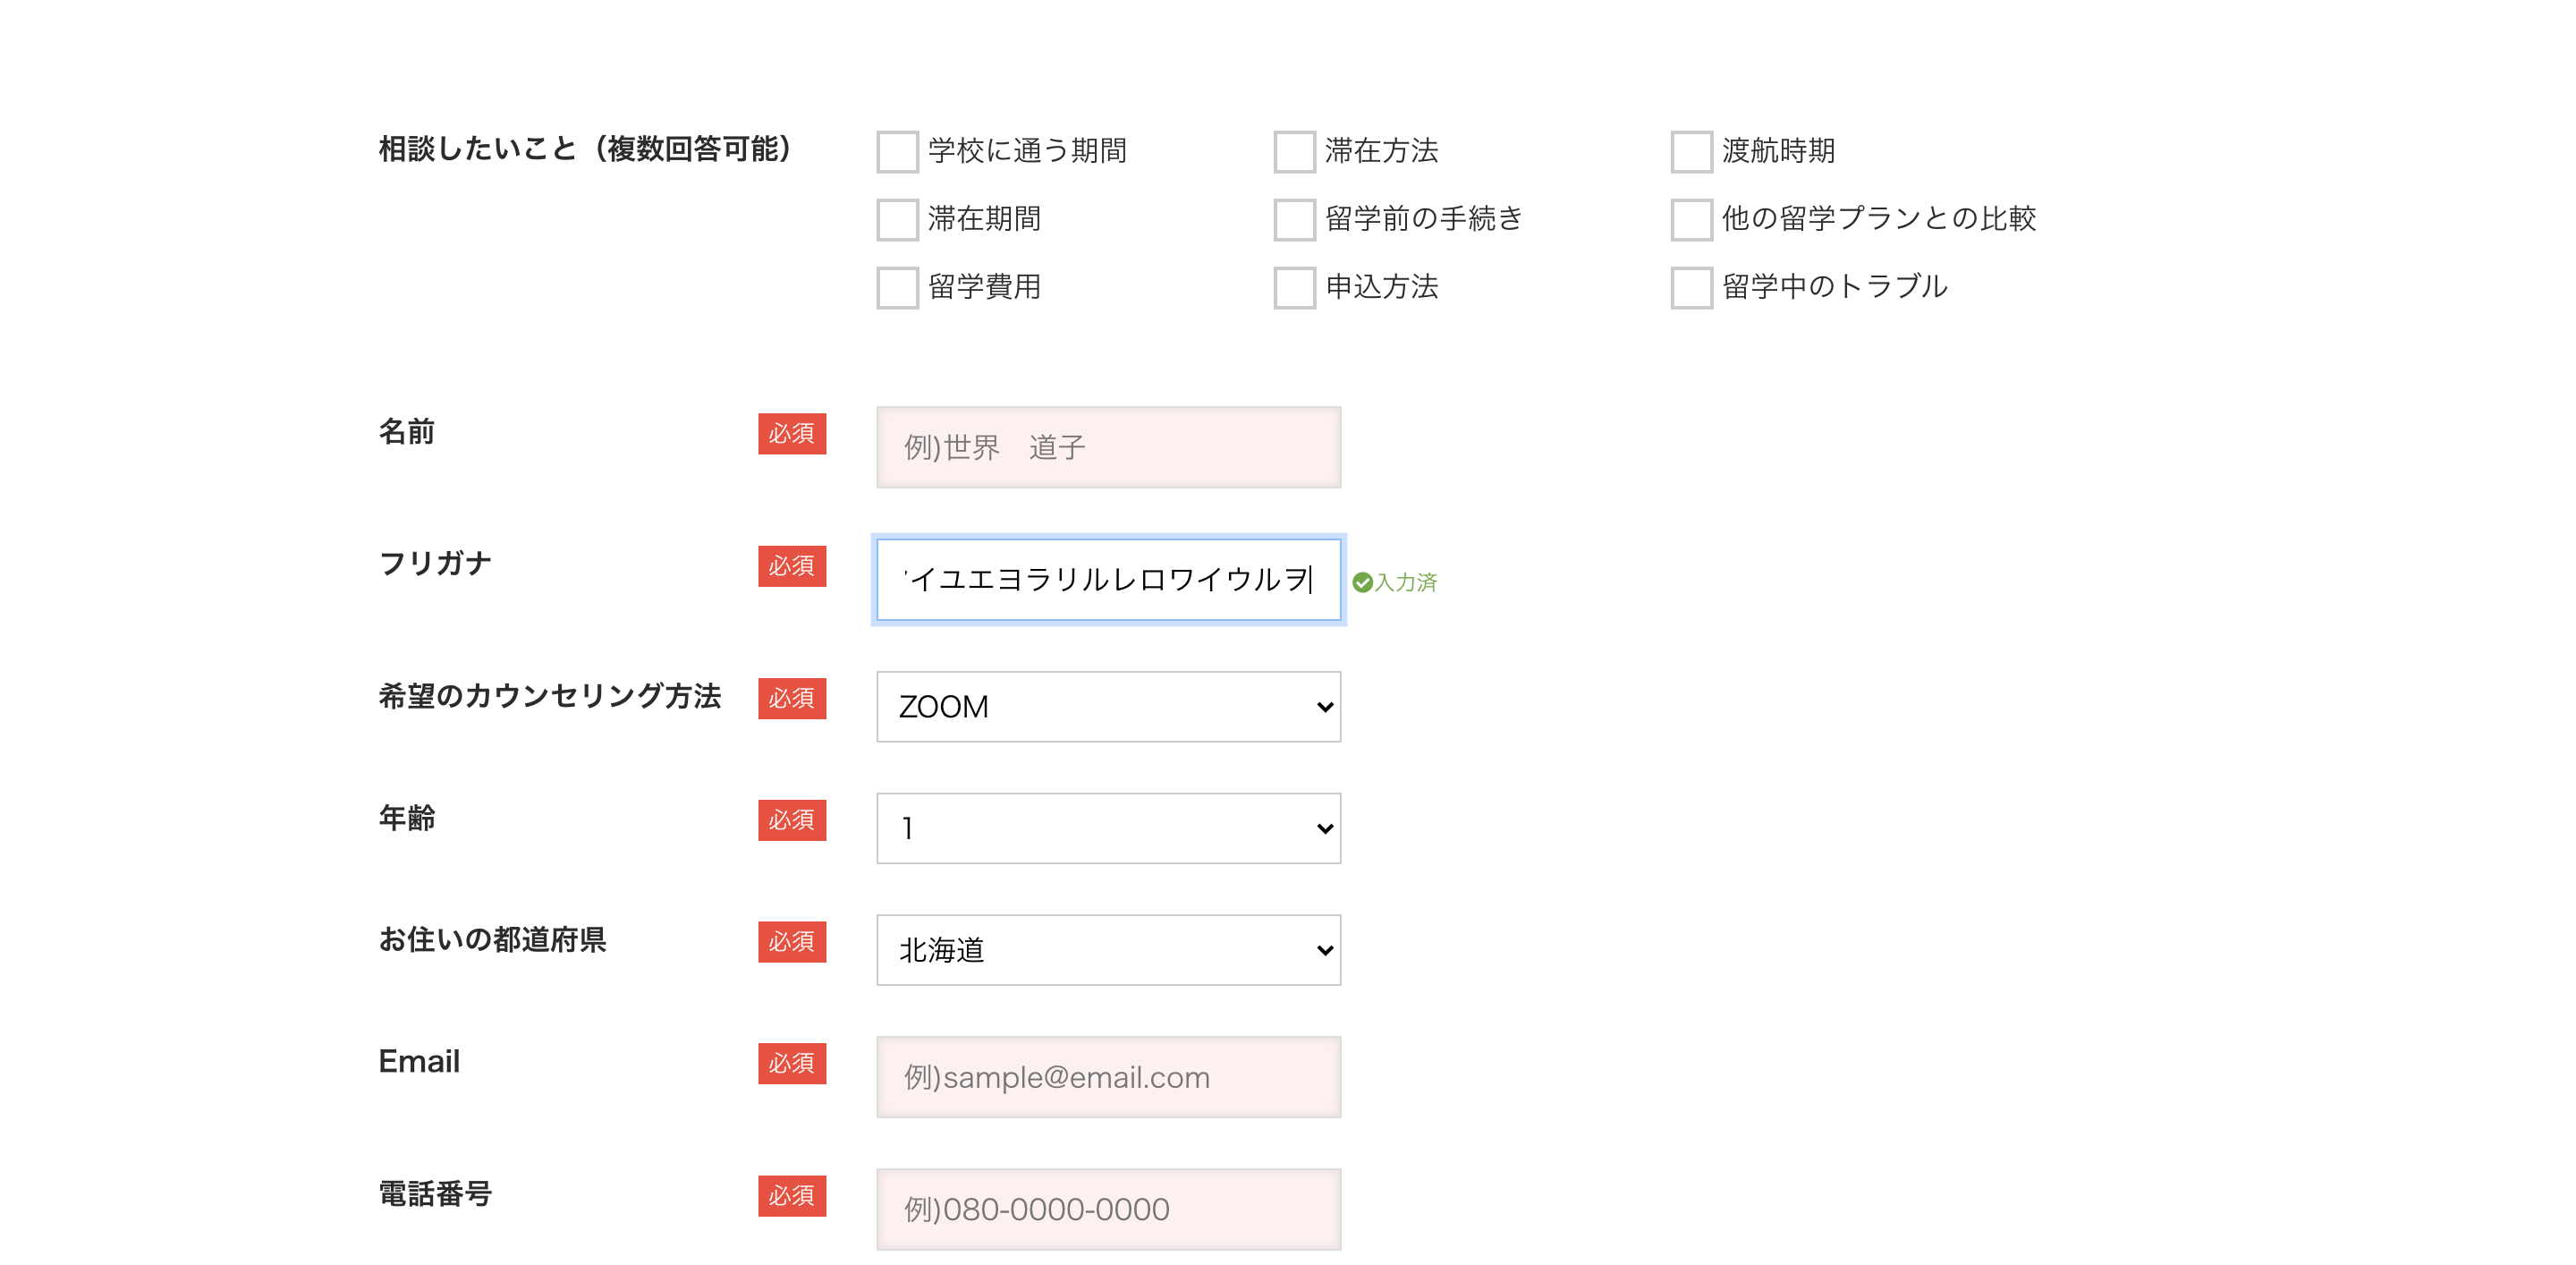 相談したいこと（複数回答可能）
学校に通う期間 滞在方法 渡航時期
滞在期間 留学前の手続き 他の留学プランとの比較
留学費用 申込方法 留学中のトラブル
名前 必須 例)世界　道子
フリガナ 必須 イユエヨラリルレロワイウルヲ 入力済
希望のカウンセリング方法 必須 ZOOM
年齢 必須 1
お住いの都道府県 必須 北海道
Email 必須 例)sample@email.com
電話番号 必須 例)080-0000-0000